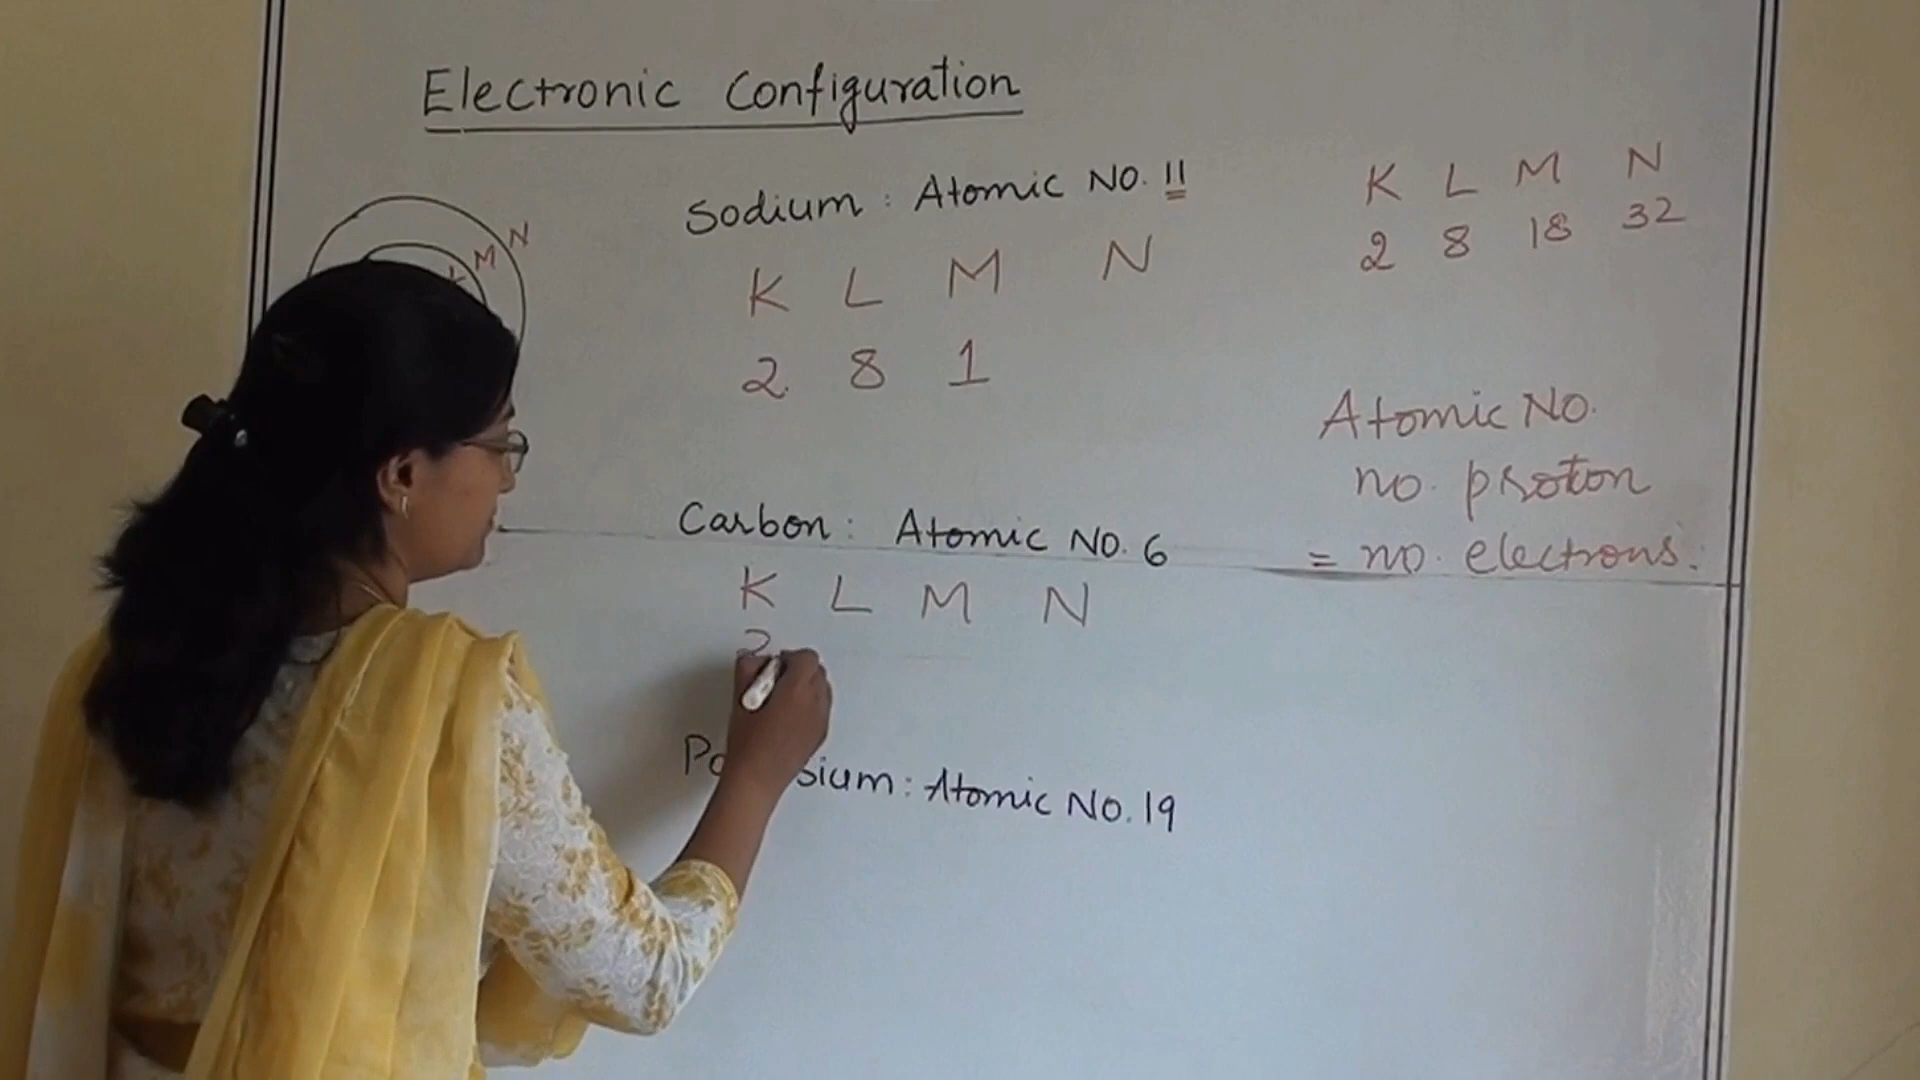 Electronic Configuration
Sodium : Atomic No. 11
K L M N
2 8 1
K L M N
2 8 18 32
M N
Atomic No.
no. proton
= no. electrons.
Carbon : Atomic No. 6
K L M N
2
: Atomic No. 19